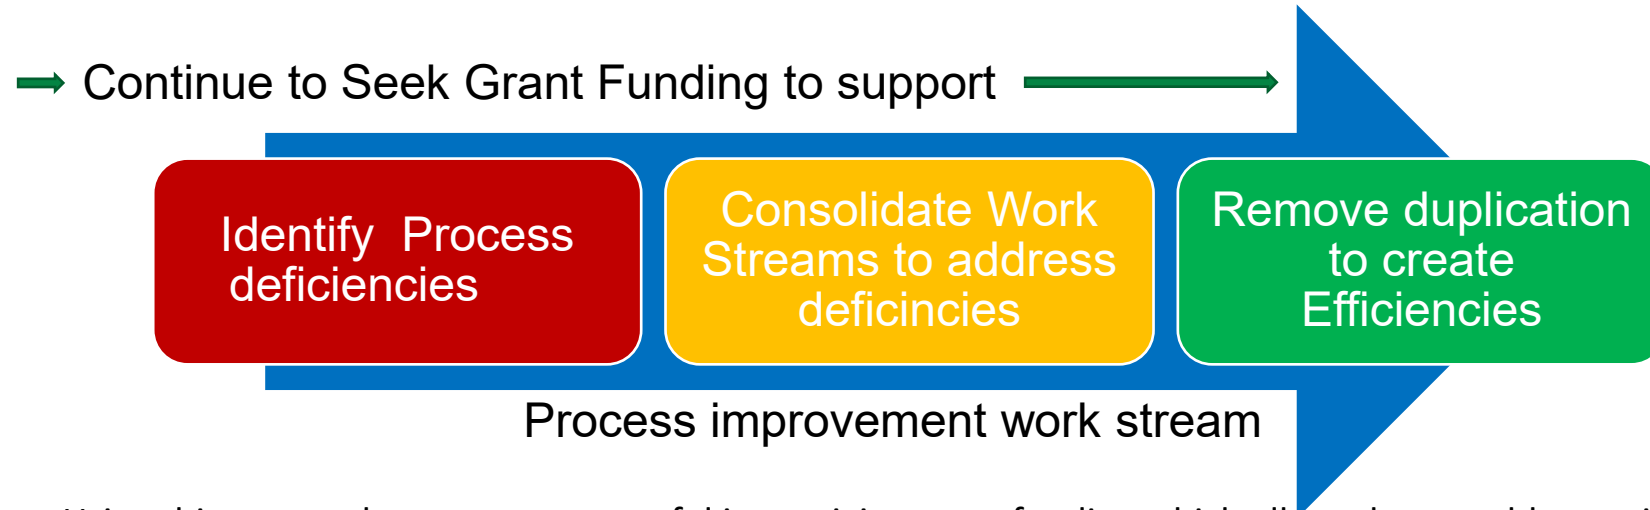 Continue to Seek Grant Funding to support
Identify Process
deficiencies
Consolidate Work
Streams to address
deficincies
Remove duplication
to create
Efficiencies
Process improvement work stream